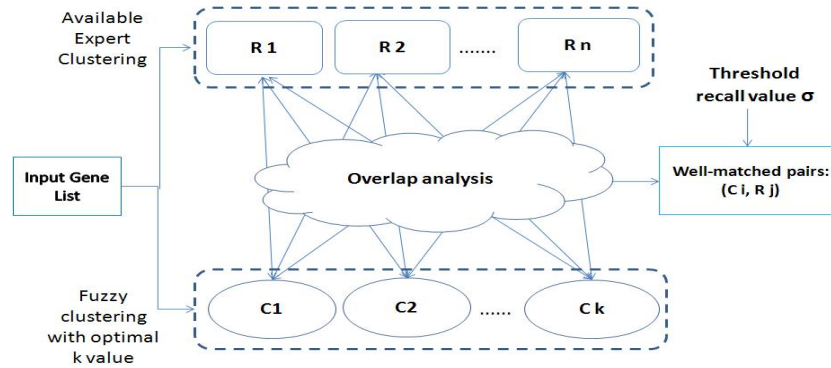 Available
Expert
Clustering
R 1
R 2
.......
R n
Threshold
recall value σ
Input Gene
List
Overlap analysis
Well-matched pairs:
(C i, R j)
Fuzzy
clustering
with optimal
k value
C1
C2
......
C k